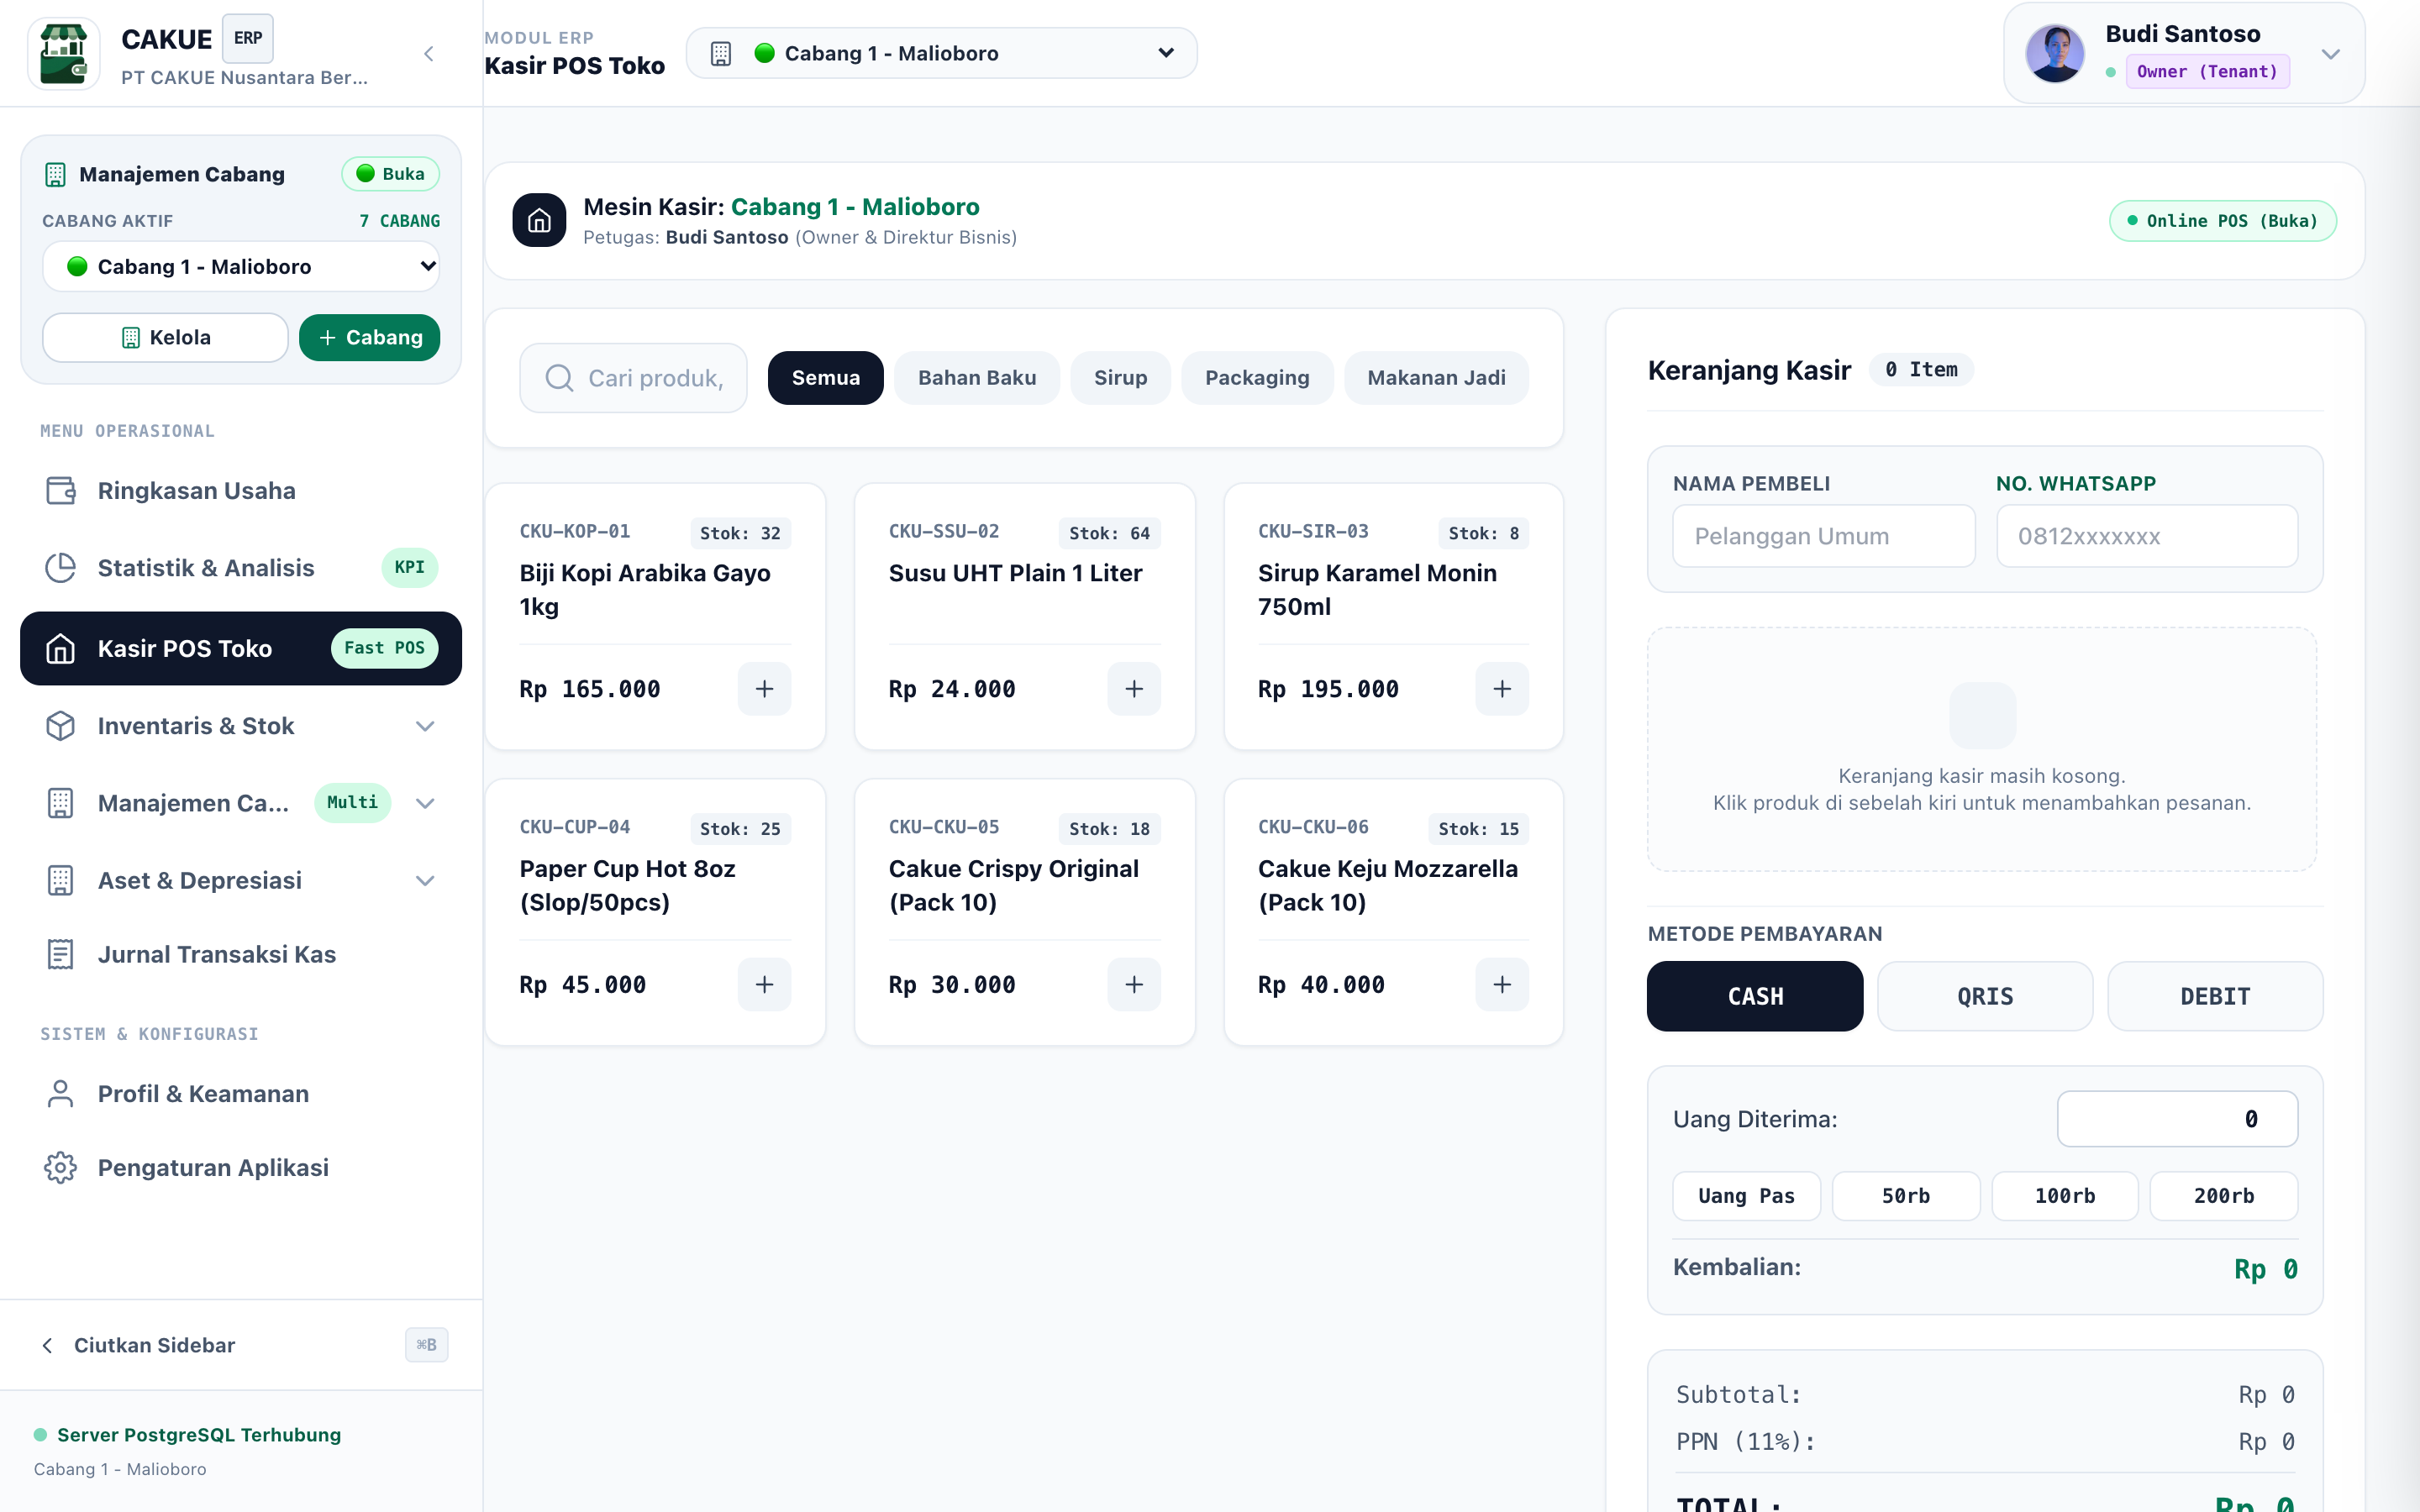 CAKUE ERP
PT CAKUE Nusantara Ber...
MODUL ERP
Kasir POS Toko
Cabang 1 - Malioboro
Budi Santoso
Owner (Tenant)
Manajemen Cabang
Buka
CABANG AKTIF
7 CABANG
Cabang 1 - Malioboro
Kelola
+ Cabang
MENU OPERASIONAL
Ringkasan Usaha
Statistik & Analisis
KPI
Kasir POS Toko
Fast POS
Inventaris & Stok
Manajemen Ca...
Multi
Aset & Depresiasi
Jurnal Transaksi Kas
SISTEM & KONFIGURASI
Profil & Keamanan
Pengaturan Aplikasi
Ciutkan Sidebar
⌘B
Server PostgreSQL Terhubung
Cabang 1 - Malioboro
Mesin Kasir: Cabang 1 - Malioboro
Petugas: Budi Santoso (Owner & Direktur Bisnis)
Online POS (Buka)
Cari produk,
Semua
Bahan Baku
Sirup
Packaging
Makanan Jadi
CKU-KOP-01
Stok: 32
Biji Kopi Arabika Gayo
1kg
Rp 165.000
+
CKU-SSU-02
Stok: 64
Susu UHT Plain 1 Liter
Rp 24.000
+
CKU-SIR-03
Stok: 8
Sirup Karamel Monin
750ml
Rp 195.000
+
CKU-CUP-04
Stok: 25
Paper Cup Hot 8oz
(Slop/50pcs)
Rp 45.000
+
CKU-CKU-05
Stok: 18
Cakue Crispy Original
(Pack 10)
Rp 30.000
+
CKU-CKU-06
Stok: 15
Cakue Keju Mozzarella
(Pack 10)
Rp 40.000
+
Keranjang Kasir
0 Item
NAMA PEMBELI
Pelanggan Umum
NO. WHATSAPP
0812xxxxxxx
Keranjang kasir masih kosong.
Klik produk di sebelah kiri untuk menambahkan pesanan.
METODE PEMBAYARAN
CASH
QRIS
DEBIT
Uang Diterima:
0
Uang Pas
50rb
100rb
200rb
Kembalian:
Rp 0
Subtotal:
Rp 0
PPN (11%):
Rp 0
TOTAL:
Rp 0